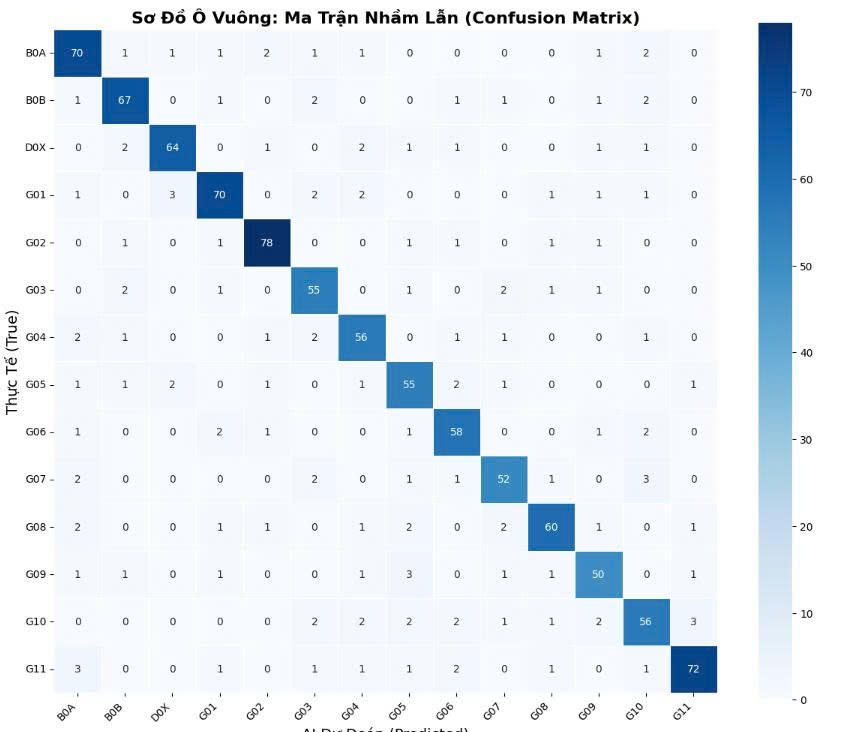 Sơ Đồ Ô Vuông: Ma Trận Nhầm Lẫn (Confusion Matrix)
Thực Tế (True)
B0A 70 1 1 1 2 1 1 0 0 0 0 1 2 0
B0B 1 67 0 1 0 2 0 0 1 1 0 1 2 0
D0X 0 2 64 0 1 0 2 1 1 0 0 1 1 0
G01 1 0 3 70 0 2 2 0 0 0 1 1 1 0
G02 0 1 0 1 78 0 0 1 1 0 1 1 0 0
G03 0 2 0 1 0 55 0 1 0 2 1 1 0 0
G04 2 1 0 0 1 2 56 0 1 1 0 0 1 0
G05 1 1 2 0 1 0 1 55 2 1 0 0 0 1
G06 1 0 0 2 1 0 0 1 58 0 0 1 2 0
G07 2 0 0 0 0 2 0 1 1 52 1 0 3 0
G08 2 0 0 1 1 0 1 2 0 2 60 1 0 1
G09 1 1 0 1 0 0 1 3 0 1 1 50 0 1
G10 0 0 0 0 0 2 2 2 2 1 1 2 56 3
G11 3 0 0 1 0 1 1 1 2 0 1 0 1 72
B0A B0B D0X G01 G02 G03 G04 G05 G06 G07 G08 G09 G10 G11
AI Dự Đoán (Predicted)
70
60
50
40
30
20
10
0